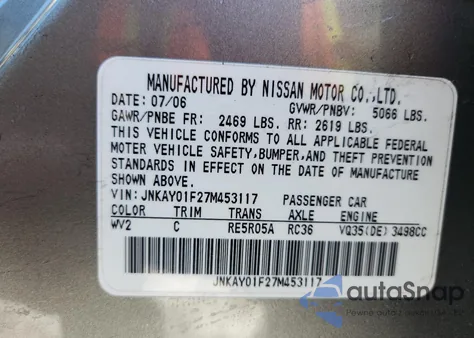 MANUFACTURED BY NISSAN MOTOR CO.,LTD.
DATE: 07/06 GVWR/PNBV: 5066 LBS.
GAWR/PNBE FR: 2469 LBS. RR: 2619 LBS.
THIS VEHICLE CONFORMS TO ALL APPLICABLE FEDERAL
MOTER VEHICLE SAFETY, BUMPER, AND THEFT PREVENTION
STANDARDS IN EFFECT ON THE DATE OF MANUFACTURE
SHOWN ABOVE.
VIN: JNKAY01F27M453117 PASSENGER CAR
COLOR TRIM TRANS AXLE ENGINE
WV2 C RE5R05A RC36 VQ35(DE) 3498CC
JNKAY01F27M453117
autoSnap